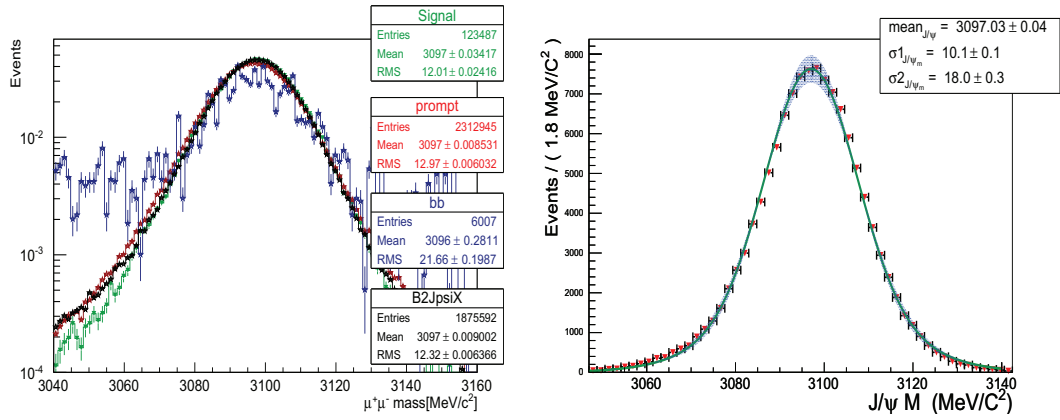 Events
10⁻²
10⁻³
10⁻⁴
3040
3060
3080
3100
3120
3140
3160
μ⁺μ⁻ mass[MeV/c²]
Signal
Entries 123487
Mean 3097 ± 0.03417
RMS 12.01 ± 0.02416
prompt
Entries 2312945
Mean 3097 ± 0.008531
RMS 12.97 ± 0.006032
bb
Entries 6007
Mean 3096 ± 0.2811
RMS 21.66 ± 0.1987
B2JpsiX
Entries 1875592
Mean 3097 ± 0.009002
RMS 12.32 ± 0.006366
Events / ( 1.8 MeV/C² )
8000
7000
6000
5000
4000
3000
2000
1000
0
3060
3080
3100
3120
3140
J/ψ M (MeV/C²)
mean_J/ψ = 3097.03 ± 0.04
σ1_J/ψ_m = 10.1 ± 0.1
σ2_J/ψ_m = 18.0 ± 0.3